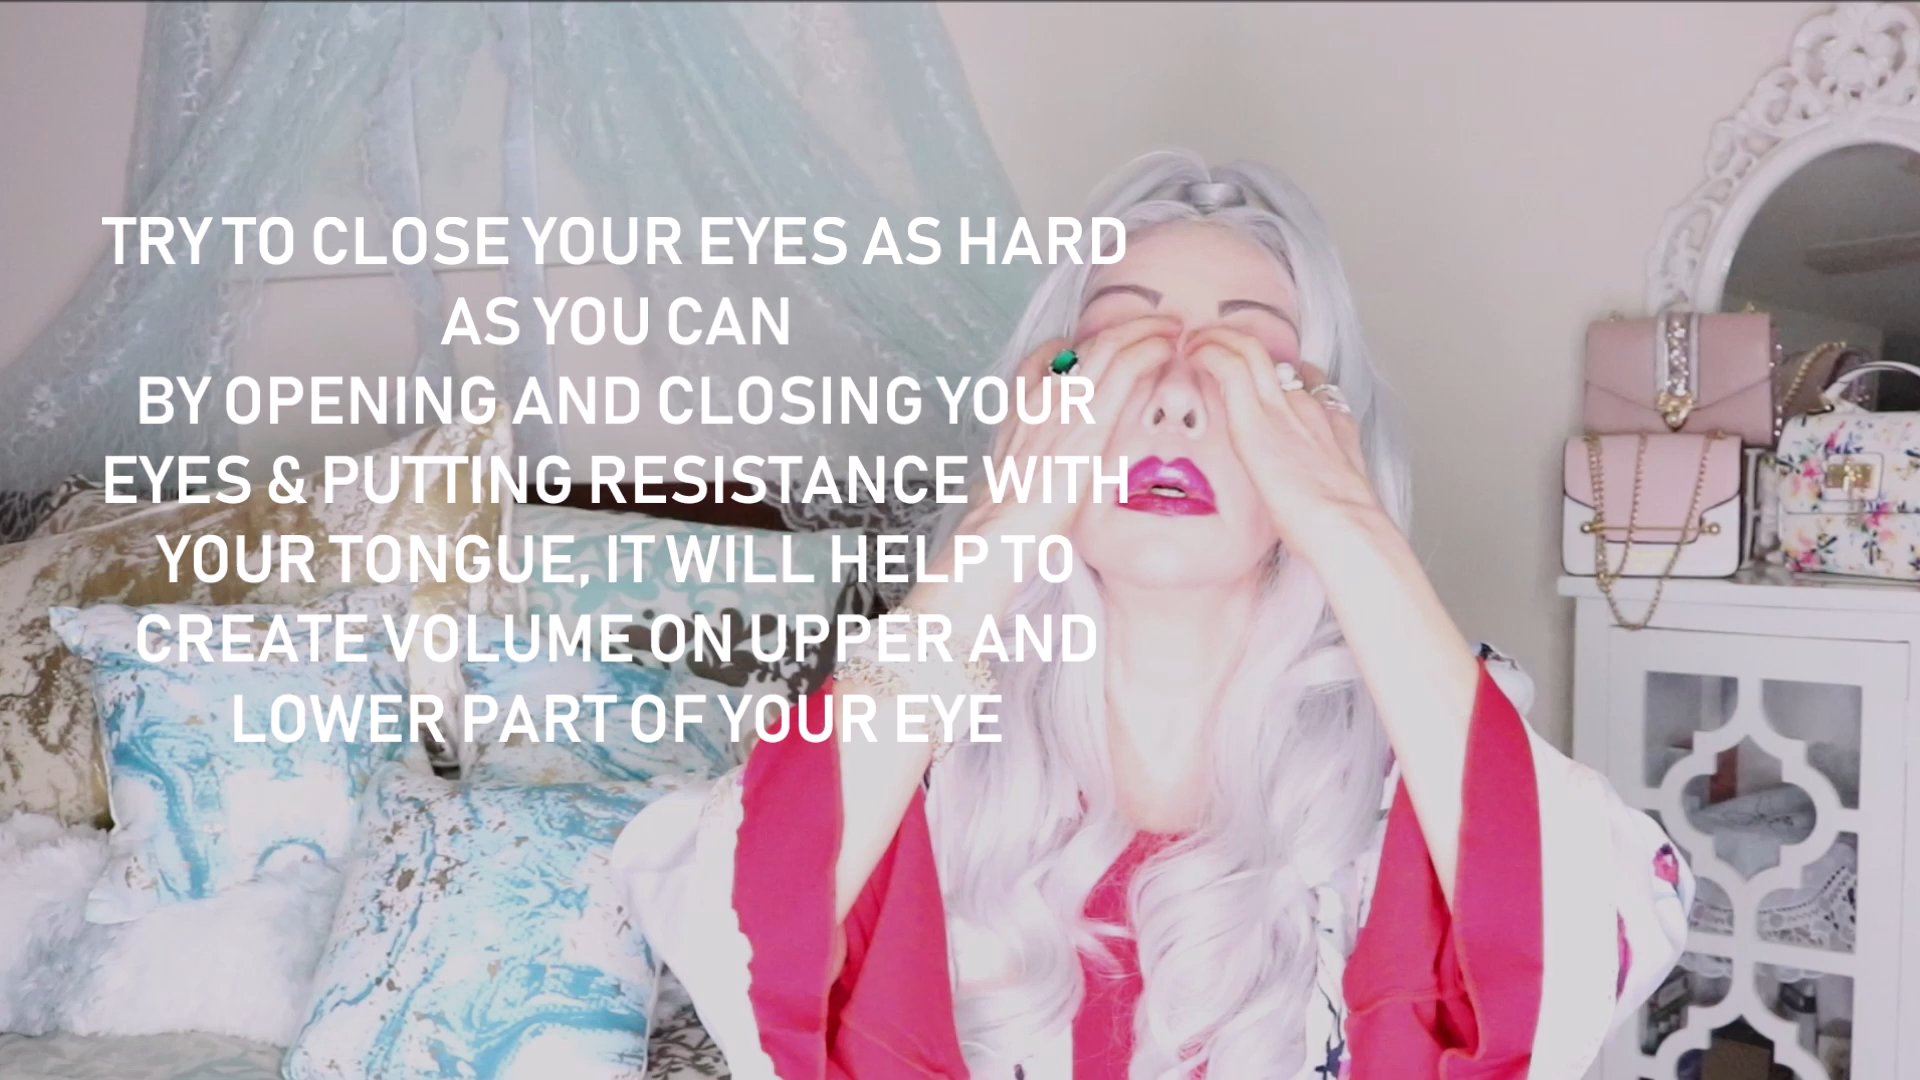 TRY TO CLOSE YOUR EYES AS HARD
AS YOU CAN
BY OPENING AND CLOSING YOUR
EYES & PUTTING RESISTANCE WITH
YOUR TONGUE, IT WILL HELP TO
CREATE VOLUME ON UPPER AND
LOWER PART OF YOUR EYE